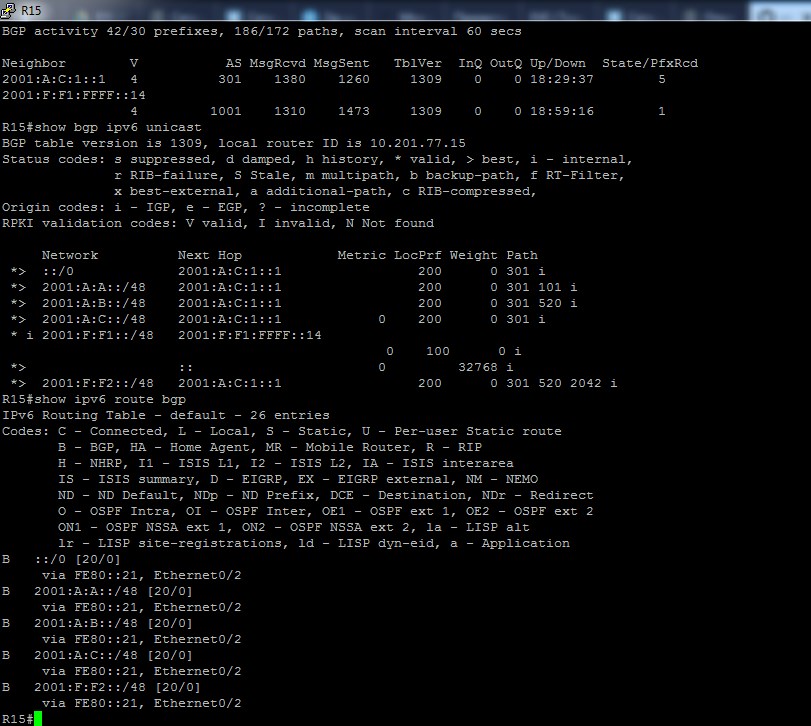 R15
BGP activity 42/30 prefixes, 186/172 paths, scan interval 60 secs
Neighbor        V           AS MsgRcvd MsgSent   TblVer  InQ OutQ Up/Down  State/PfxRcd
2001:A:C:1::1   4          301    1380    1260     1309    0    0 18:29:37        5
2001:F:F1:FFFF::14
                4         1001    1310    1473     1309    0    0 18:59:16        1
R15#show bgp ipv6 unicast
BGP table version is 1309, local router ID is 10.201.77.15
Status codes: s suppressed, d damped, h history, * valid, > best, i - internal,
              r RIB-failure, S Stale, m multipath, b backup-path, f RT-Filter,
              x best-external, a additional-path, c RIB-compressed,
Origin codes: i - IGP, e - EGP, ? - incomplete
RPKI validation codes: V valid, I invalid, N Not found
     Network          Next Hop            Metric LocPrf Weight Path
 *>  ::/0             2001:A:C:1::1                 200      0 301 i
 *>  2001:A:A::/48    2001:A:C:1::1                 200      0 301 101 i
 *>  2001:A:B::/48    2001:A:C:1::1                 200      0 301 520 i
 *>  2001:A:C::/48    2001:A:C:1::1            0    200      0 301 i
 * i 2001:F:F1::/48   2001:F:F1:FFFF::14
                                                0    100      0 i
 *>                   ::                       0         32768 i
 *>  2001:F:F2::/48   2001:A:C:1::1                 200      0 301 520 2042 i
R15#show ipv6 route bgp
IPv6 Routing Table - default - 26 entries
Codes: C - Connected, L - Local, S - Static, U - Per-user Static route
       B - BGP, HA - Home Agent, MR - Mobile Router, R - RIP
       H - NHRP, I1 - ISIS L1, I2 - ISIS L2, IA - ISIS interarea
       IS - ISIS summary, D - EIGRP, EX - EIGRP external, NM - NEMO
       ND - ND Default, NDp - ND Prefix, DCE - Destination, NDr - Redirect
       O - OSPF Intra, OI - OSPF Inter, OE1 - OSPF ext 1, OE2 - OSPF ext 2
       ON1 - OSPF NSSA ext 1, ON2 - OSPF NSSA ext 2, la - LISP alt
       lr - LISP site-registrations, ld - LISP dyn-eid, a - Application
B   ::/0 [20/0]
     via FE80::21, Ethernet0/2
B   2001:A:A::/48 [20/0]
     via FE80::21, Ethernet0/2
B   2001:A:B::/48 [20/0]
     via FE80::21, Ethernet0/2
B   2001:A:C::/48 [20/0]
     via FE80::21, Ethernet0/2
B   2001:F:F2::/48 [20/0]
     via FE80::21, Ethernet0/2
R15#